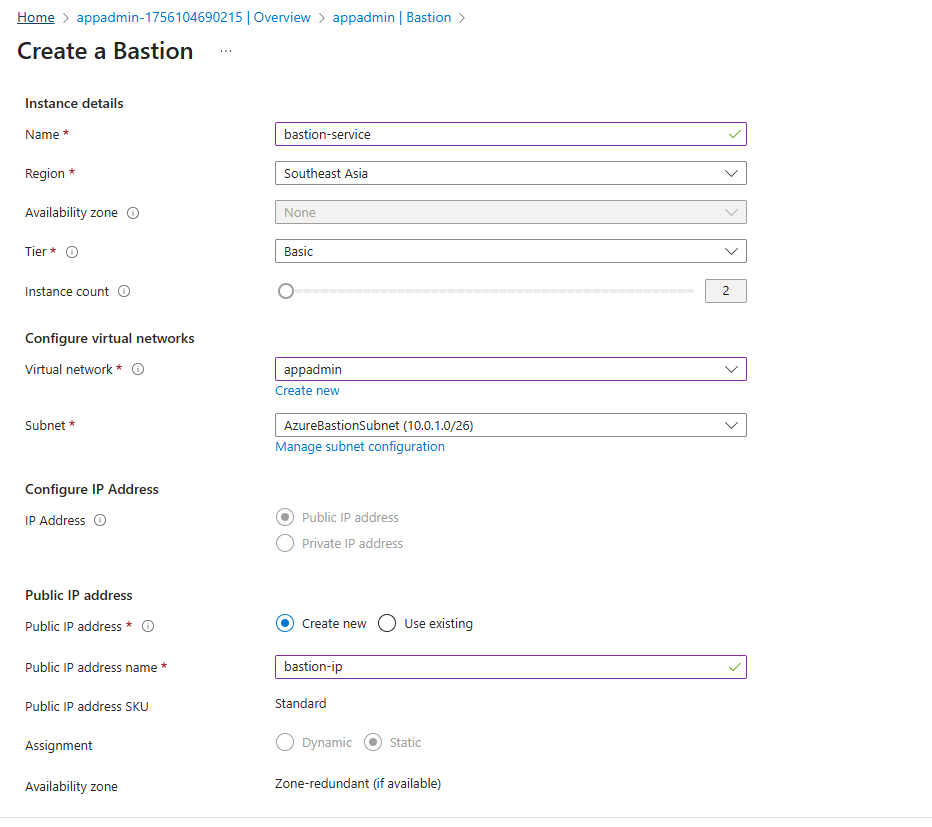 Home > appadmin-1756104690215 | Overview > appadmin | Bastion >
Create a Bastion ...
Instance details
Name * bastion-service
Region * Southeast Asia
Availability zone None
Tier * Basic
Instance count 2
Configure virtual networks
Virtual network * appadmin
Create new
Subnet * AzureBastionSubnet (10.0.1.0/26)
Manage subnet configuration
Configure IP Address
IP Address Public IP address
Private IP address
Public IP address
Public IP address * Create new Use existing
Public IP address name * bastion-ip
Public IP address SKU Standard
Assignment Dynamic Static
Availability zone Zone-redundant (if available)